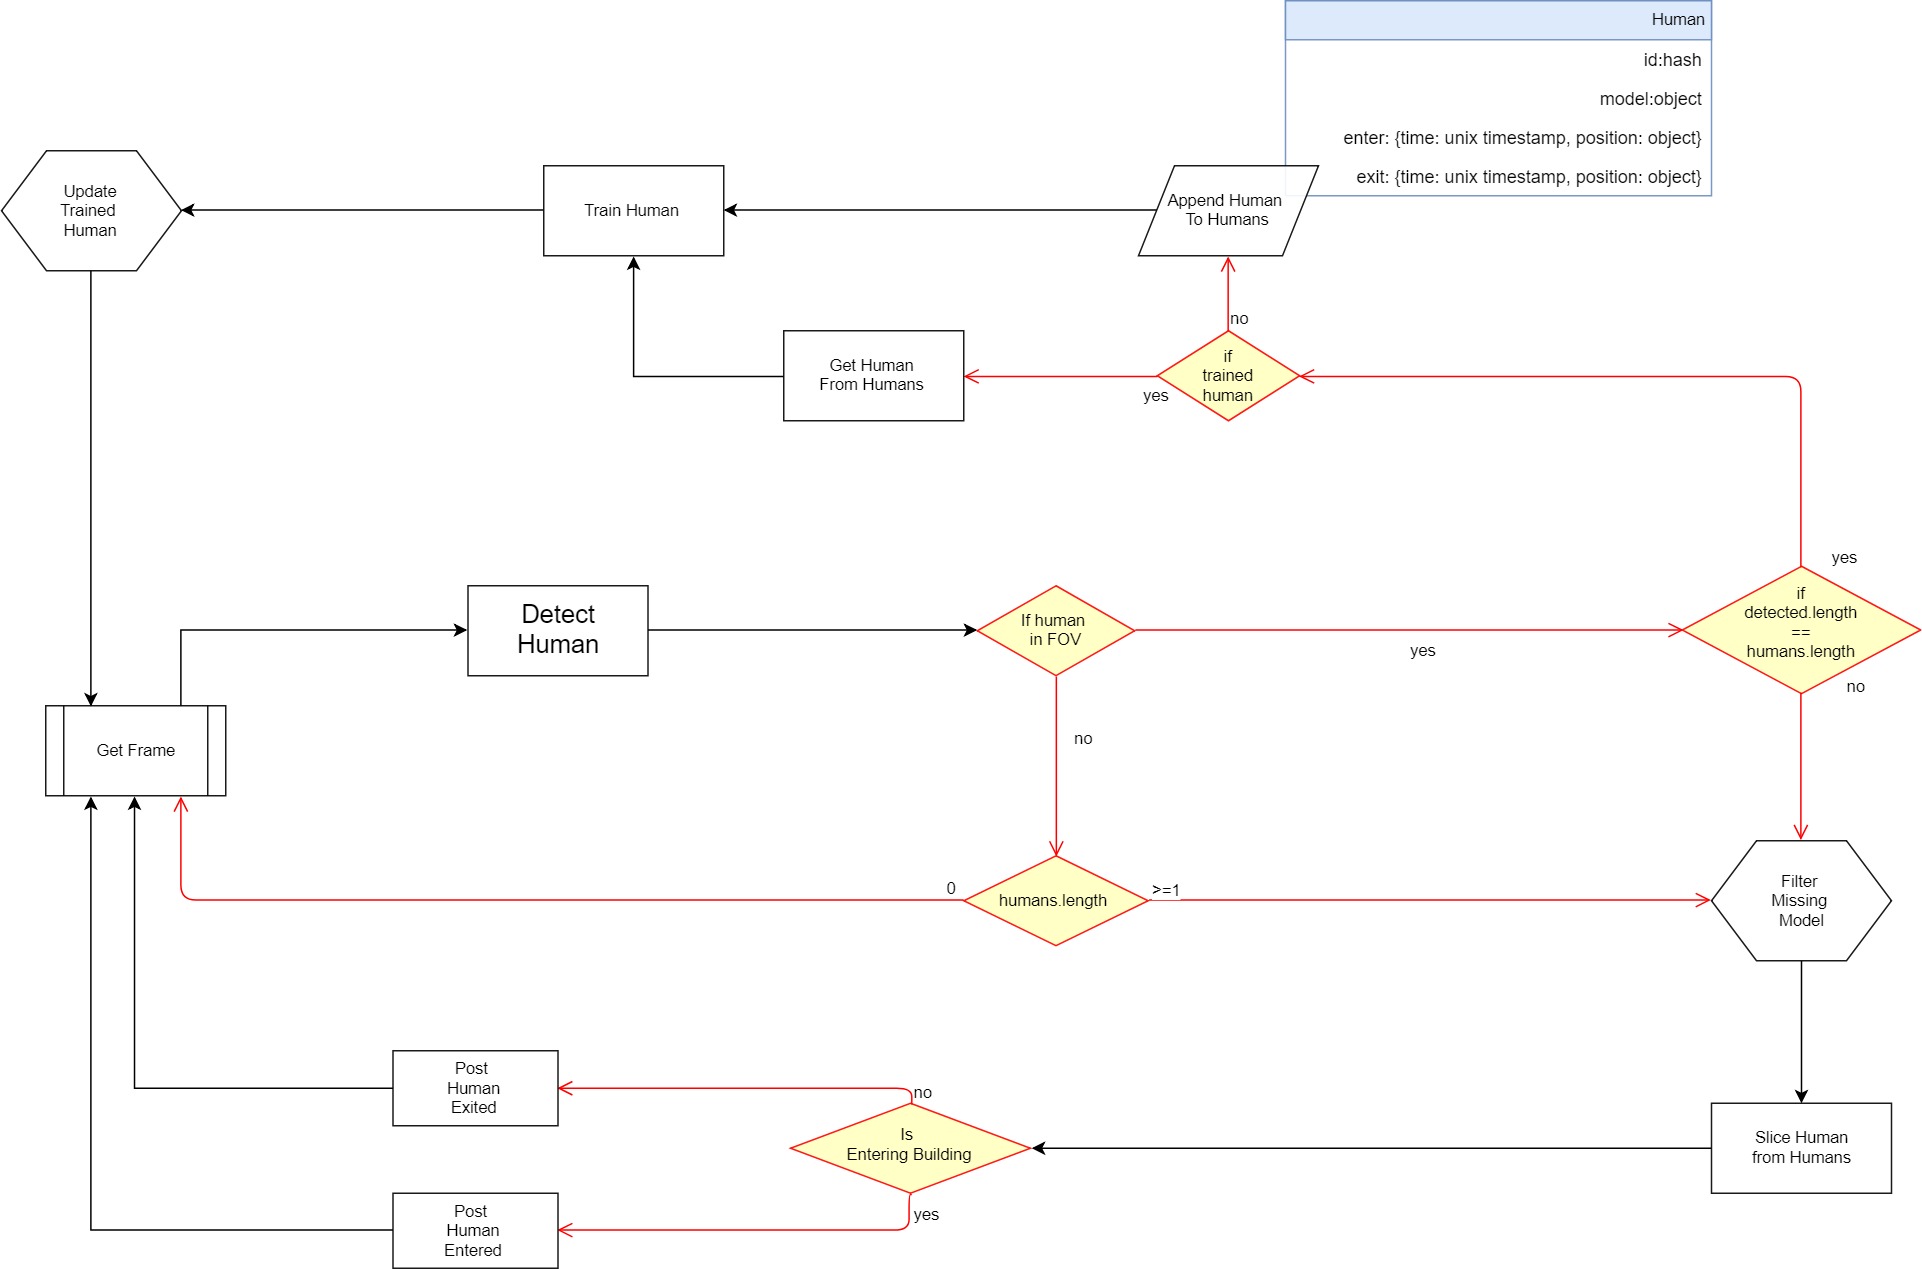 Human
id:hash
model:object
enter: {time: unix timestamp, position: object}
exit: {time: unix timestamp, position: object}
Update
Trained
Human
Train Human
Append Human
To Humans
no
Get Human
From Humans
yes
if
trained
human
yes
Detect
Human
If human
in FOV
yes
if
detected.length
==
humans.length
no
Get Frame
no
0
humans.length
>=1
Filter
Missing
Model
Post
Human
Exited
no
Is
Entering Building
yes
Slice Human
from Humans
Post
Human
Entered